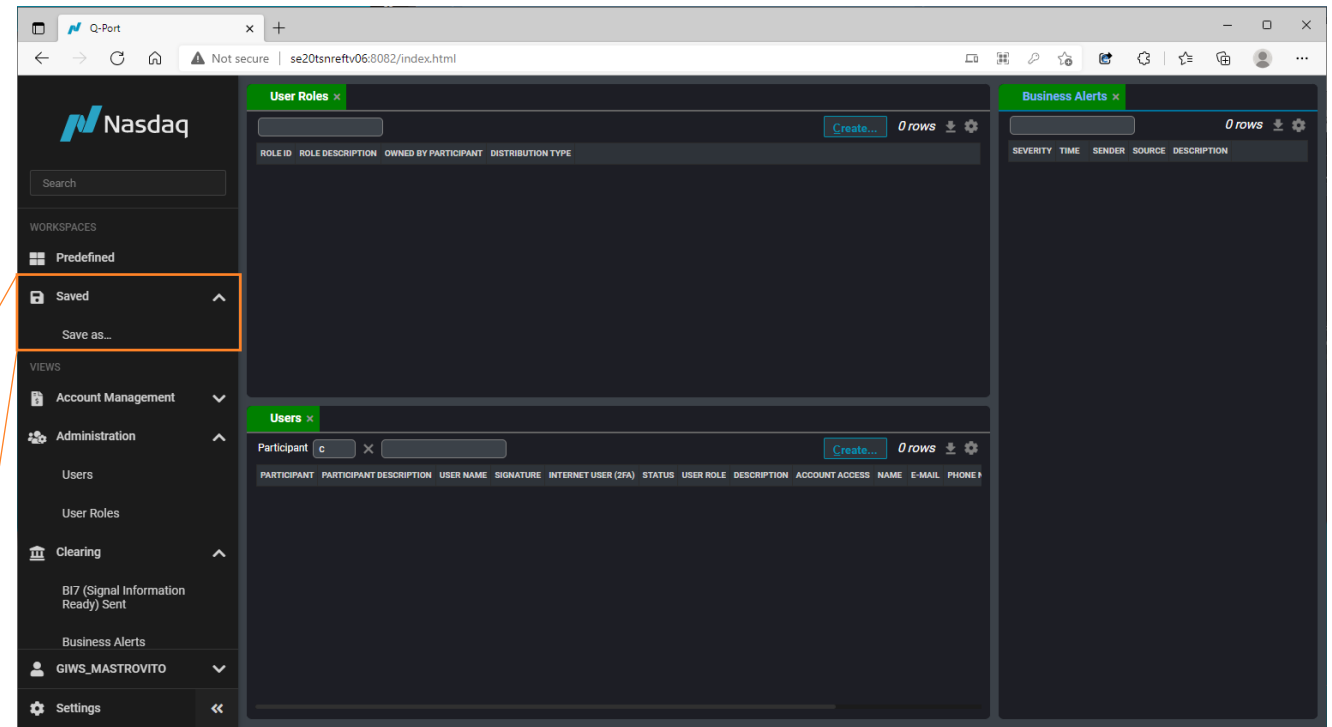 Q-Port
Not secure | se20tsnreftv06:8082/index.html
Nasdaq
Search
WORKSPACES
Predefined
Saved
Save as...
VIEWS
Account Management
Administration
Users
User Roles
Clearing
BI7 (Signal Information
Ready) Sent
Business Alerts
GIWS_MASTROVITO
Settings
User Roles
Create... 0 rows
ROLE ID ROLE DESCRIPTION OWNED BY PARTICIPANT DISTRIBUTION TYPE
Users
Participant c
Create... 0 rows
PARTICIPANT PARTICIPANT DESCRIPTION USER NAME SIGNATURE INTERNET USER (2FA) STATUS USER ROLE DESCRIPTION ACCOUNT ACCESS NAME E-MAIL PHONE
Business Alerts
0 rows
SEVERITY TIME SENDER SOURCE DESCRIPTION